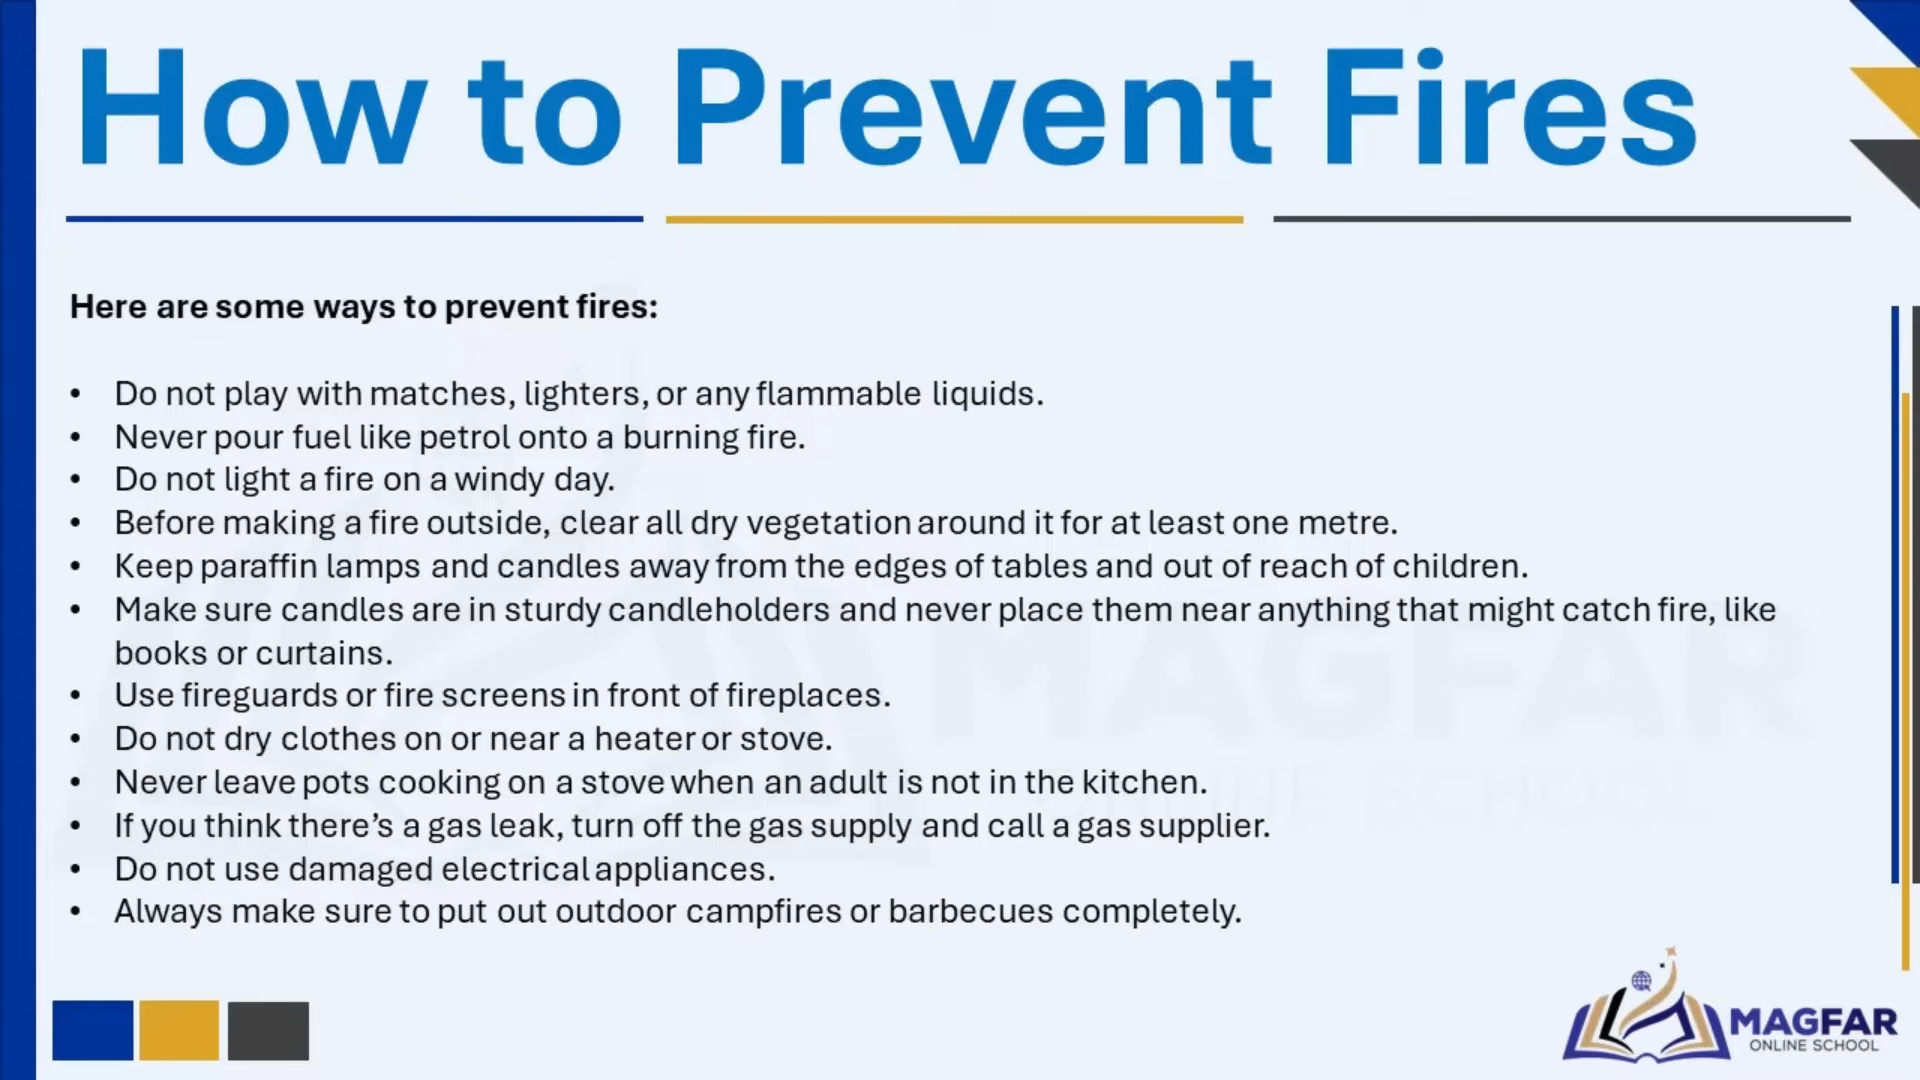 How to Prevent Fires
Here are some ways to prevent fires:
• Do not play with matches, lighters, or any flammable liquids.
• Never pour fuel like petrol onto a burning fire.
• Do not light a fire on a windy day.
• Before making a fire outside, clear all dry vegetation around it for at least one metre.
• Keep paraffin lamps and candles away from the edges of tables and out of reach of children.
• Make sure candles are in sturdy candleholders and never place them near anything that might catch fire, like
books or curtains.
• Use fireguards or fire screens in front of fireplaces.
• Do not dry clothes on or near a heater or stove.
• Never leave pots cooking on a stove when an adult is not in the kitchen.
• If you think there’s a gas leak, turn off the gas supply and call a gas supplier.
• Do not use damaged electrical appliances.
• Always make sure to put out outdoor campfires or barbecues completely.
MAGFAR
ONLINE SCHOOL
MAGFAR
ONLINE SCHOOL